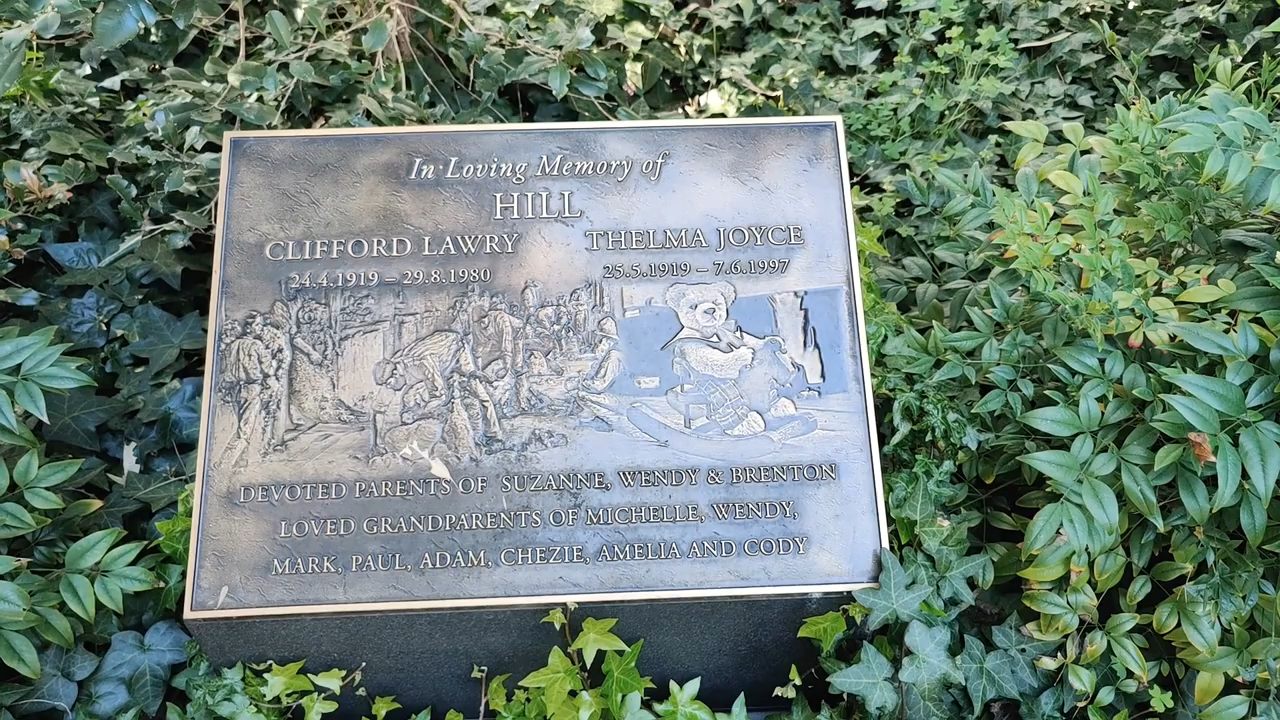 In Loving Memory of
HILL
CLIFFORD LAWRY THELMA JOYCE
24.4.1919 – 29.8.1980 25.5.1919 – 7.6.1997
DEVOTED PARENTS OF SUZANNE, WENDY & BRENTON
LOVED GRANDPARENTS OF MICHELLE, WENDY,
MARK, PAUL, ADAM, CHEZIE, AMELIA AND CODY